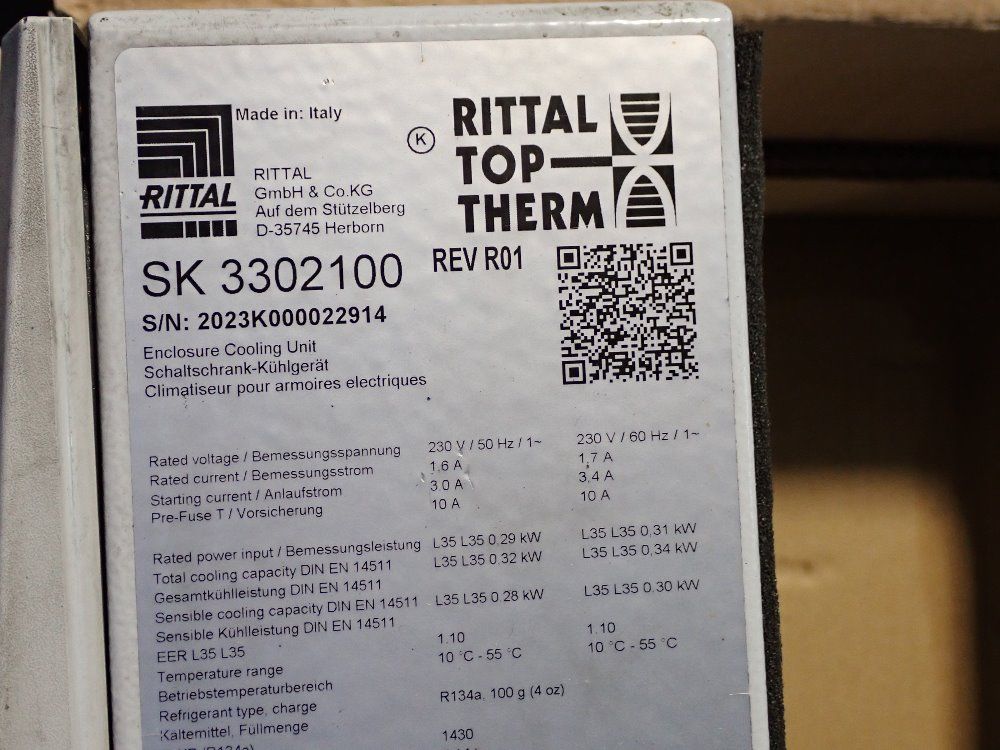 Made in: Italy
RITTAL
K
RITTAL
TOP
THERM
RITTAL
GmbH & Co.KG
Auf dem Stützelberg
D-35745 Herborn
SK 3302100
REV R01
S/N: 2023K000022914
Enclosure Cooling Unit
Schaltschrank-Kühlgerät
Climatiseur pour armoires electriques
Rated voltage / Bemessungsspannung 230 V / 50 Hz / 1~ 230 V / 60 Hz / 1~
Rated current / Bemessungsstrom 1.6 A 1.7 A
Starting current / Anlaufstrom 3.0 A 3.4 A
Pre-Fuse T / Vorsicherung 10 A 10 A
Rated power input / Bemessungsleistung L35 L35 0.29 kW L35 L35 0.31 kW
Total cooling capacity DIN EN 14511 L35 L35 0.32 kW L35 L35 0.34 kW
Gesamtkühlleistung DIN EN 14511
Sensible cooling capacity DIN EN 14511 L35 L35 0.28 kW L35 L35 0.30 kW
Sensible Kühlleistung DIN EN 14511
EER L35 L35 1.10 1.10
Temperature range 10 °C - 55 °C 10 °C - 55 °C
Betriebstemperaturbereich
Refrigerant type, charge R134a, 100 g (4 oz)
Kaltemittel, Füllmenge
1430